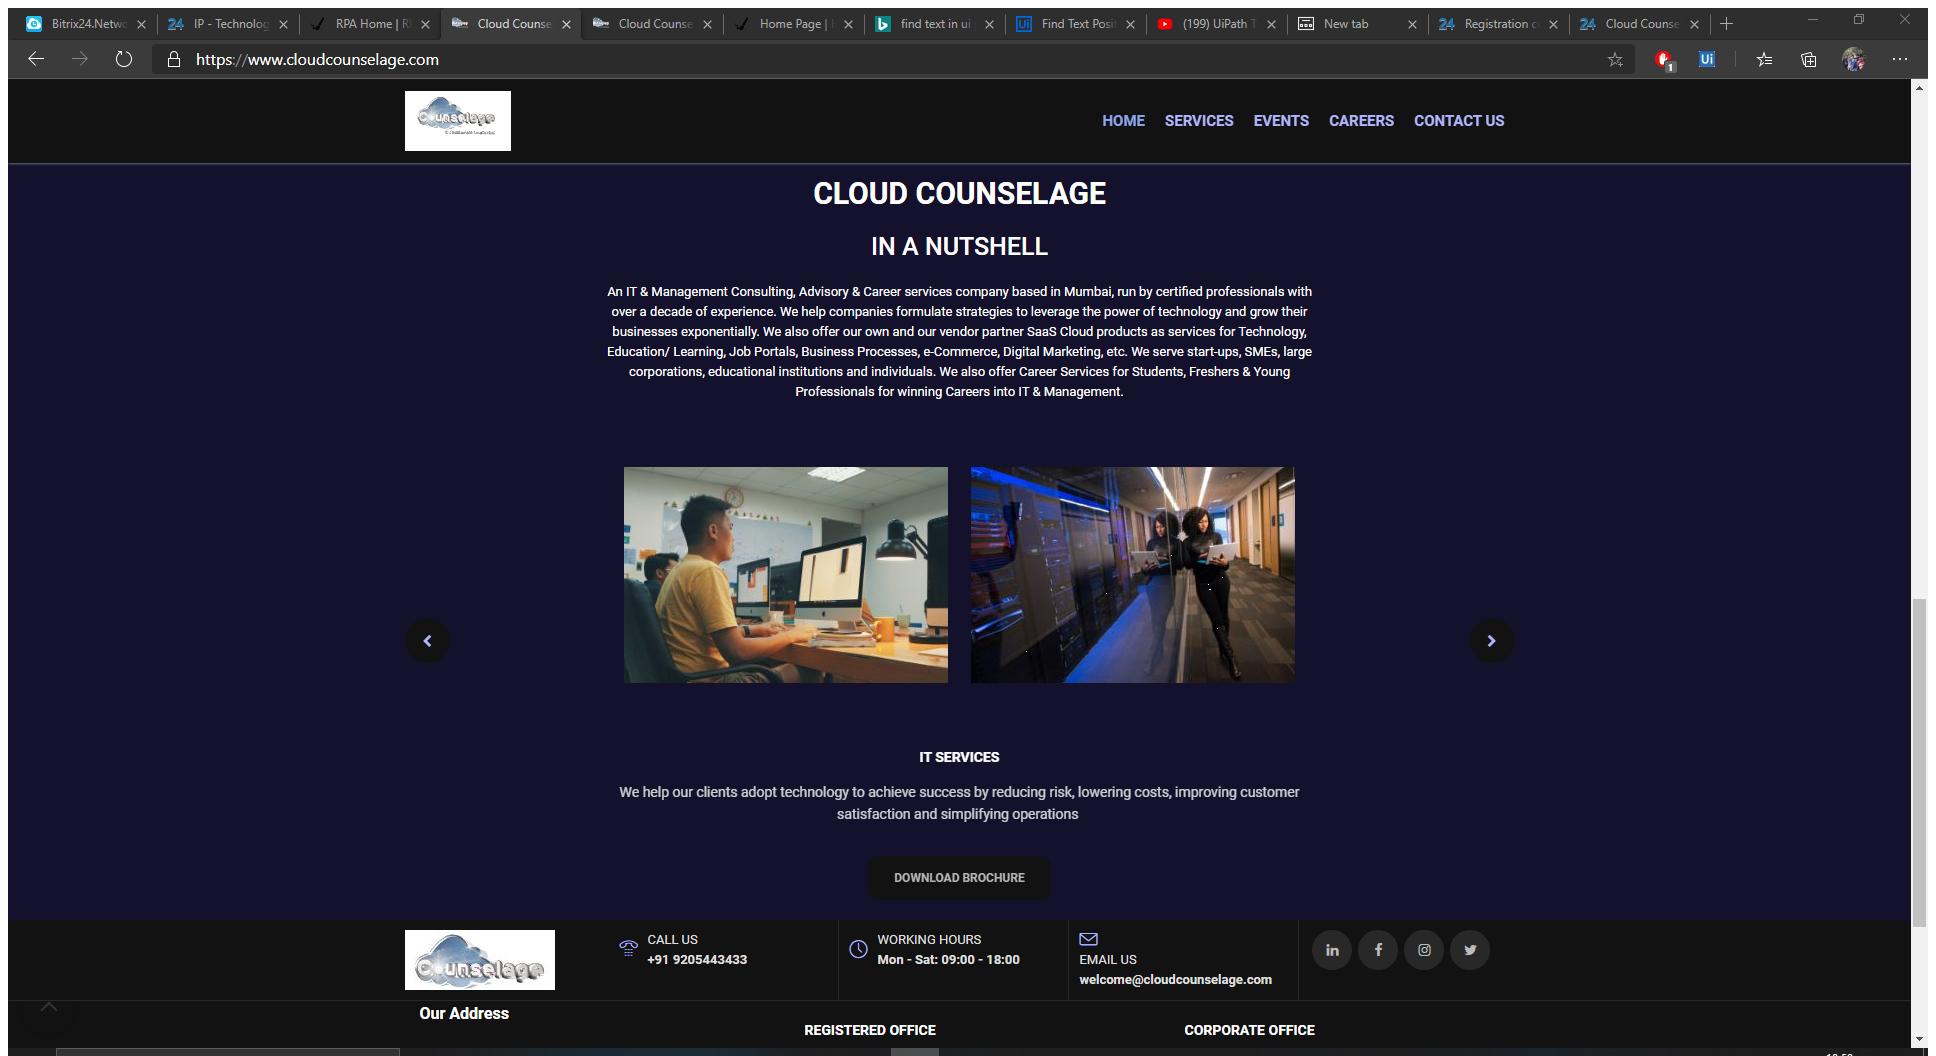 Bitrix24.Netwo
IP - Technolog
RPA Home | R
Cloud Counse
Cloud Counse
Home Page |
find text in ui
Find Text Posit
(199) UiPath T
New tab
Registration c
Cloud Counse
https://www.cloudcounselage.com
1
Ui
Counselage
HOME SERVICES EVENTS CAREERS CONTACT US
CLOUD COUNSELAGE
IN A NUTSHELL
An IT & Management Consulting, Advisory & Career services company based in Mumbai, run by certified professionals with
over a decade of experience. We help companies formulate strategies to leverage the power of technology and grow their
businesses exponentially. We also offer our own and our vendor partner SaaS Cloud products as services for Technology,
Education/ Learning, Job Portals, Business Processes, e-Commerce, Digital Marketing, etc. We serve start-ups, SMEs, large
corporations, educational institutions and individuals. We also offer Career Services for Students, Freshers & Young
Professionals for winning Careers into IT & Management.
IT SERVICES
We help our clients adopt technology to achieve success by reducing risk, lowering costs, improving customer
satisfaction and simplifying operations
DOWNLOAD BROCHURE
Counselage
CALL US
+91 9205443433
WORKING HOURS
Mon - Sat: 09:00 - 18:00
EMAIL US
welcome@cloudcounselage.com
Our Address
REGISTERED OFFICE
CORPORATE OFFICE